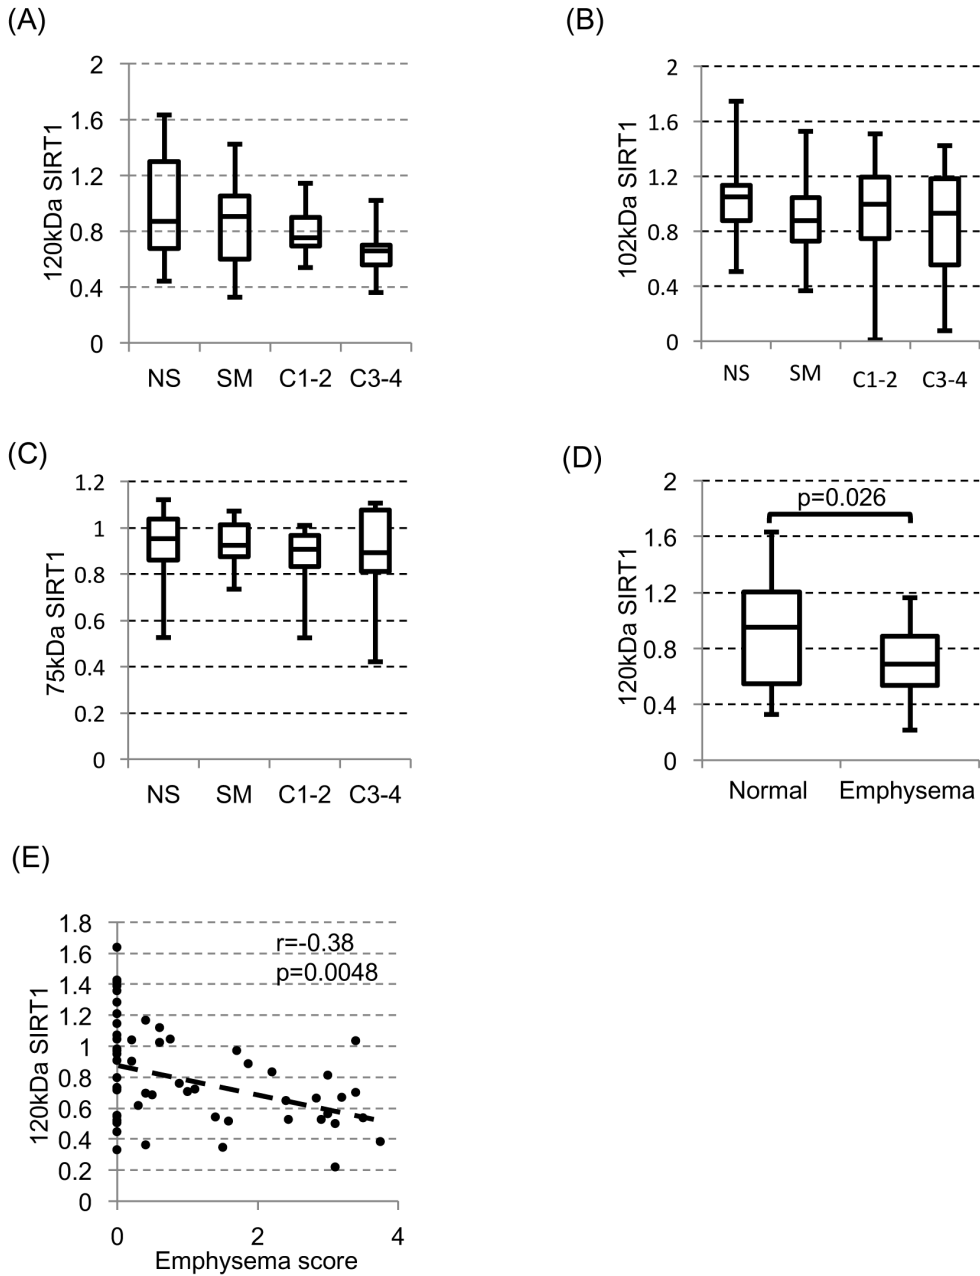 (A)
120kDa SIRT1
2
1.6
1.2
0.8
0.4
0
NS SM C1-2 C3-4
(B)
102kDa SIRT1
2
1.6
1.2
0.8
0.4
0
NS SM C1-2 C3-4
(C)
75kDa SIRT1
1.2
1
0.8
0.6
0.4
0.2
0
NS SM C1-2 C3-4
(D)
120kDa SIRT1
2
1.6
1.2
0.8
0.4
0
p=0.026
Normal Emphysema
(E)
120kDa SIRT1
1.8
1.6
1.4
1.2
1
0.8
0.6
0.4
0.2
0
r=-0.38
p=0.0048
0 2 4
Emphysema score